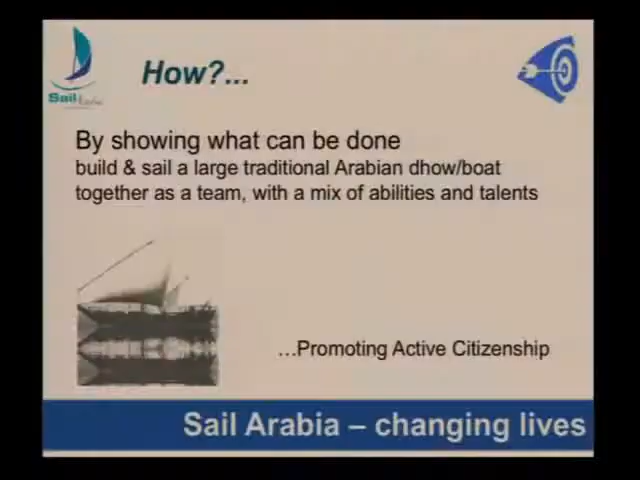 How?...
Sail
By showing what can be done
build & sail a large traditional Arabian dhow/boat
together as a team, with a mix of abilities and talents
...Promoting Active Citizenship
Sail Arabia – changing lives